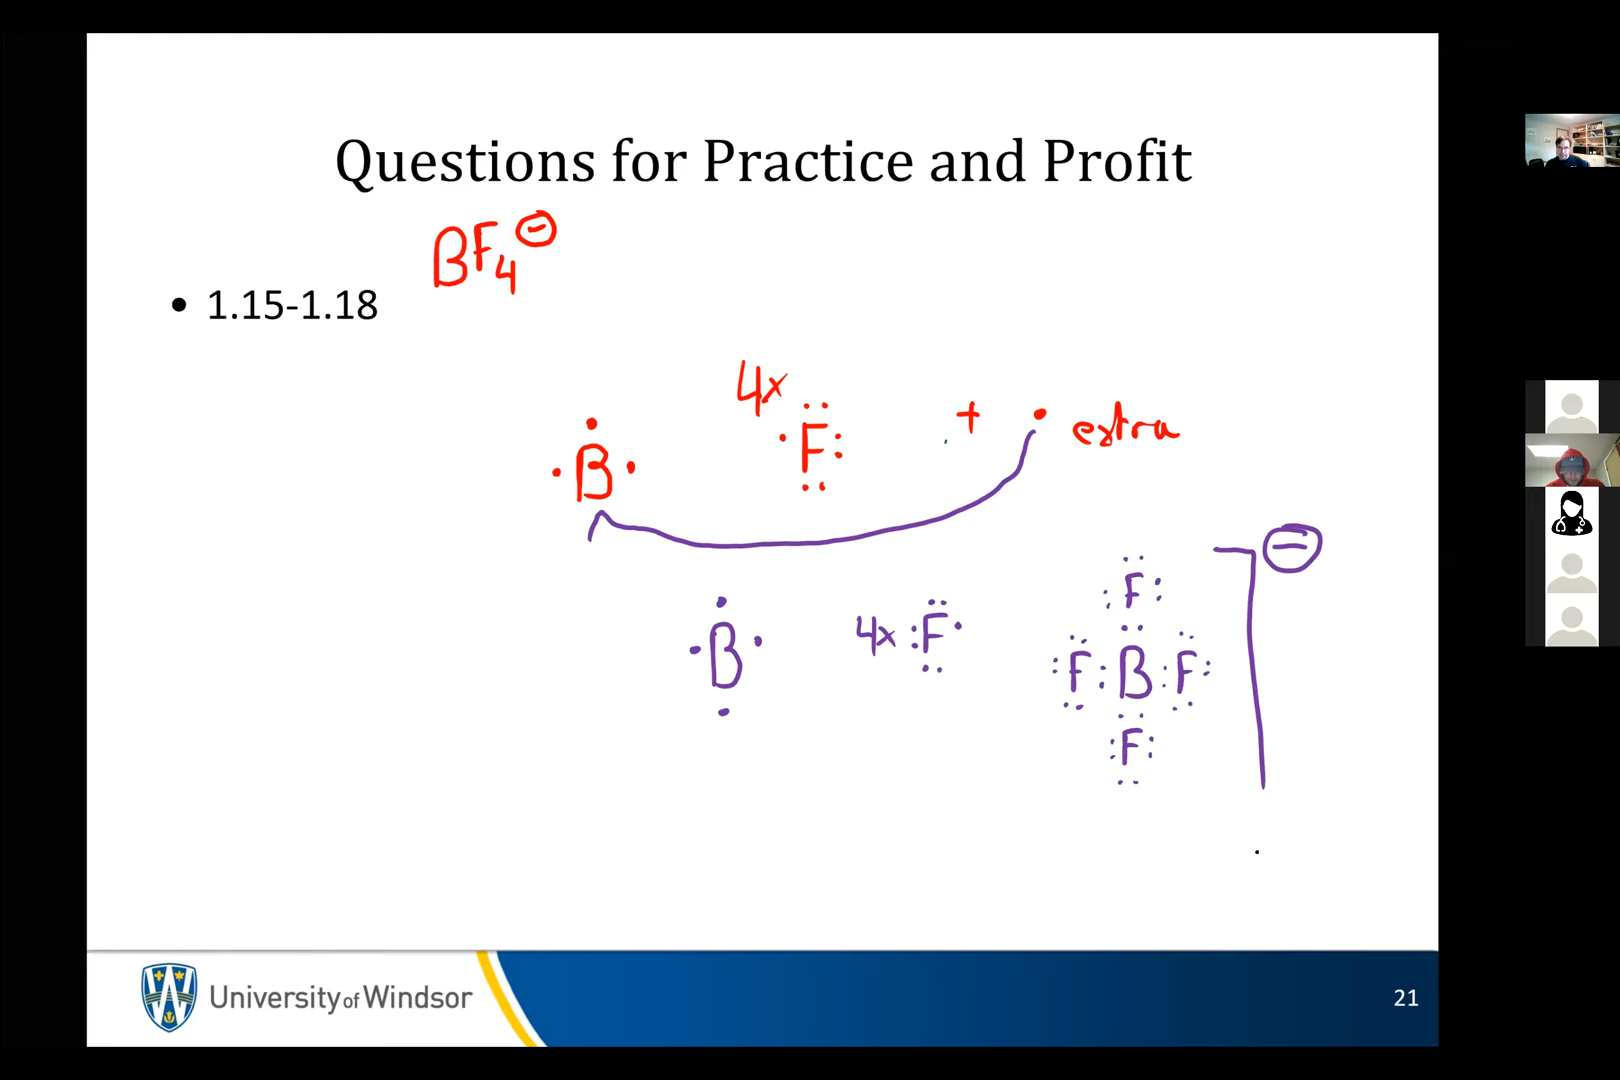 Questions for Practice and Profit
BF4⊖
• 1.15-1.18
4x
·B· ·F: + · extra
·B· 4x :F·
F
F:B:F
F
⊖
University of Windsor
21